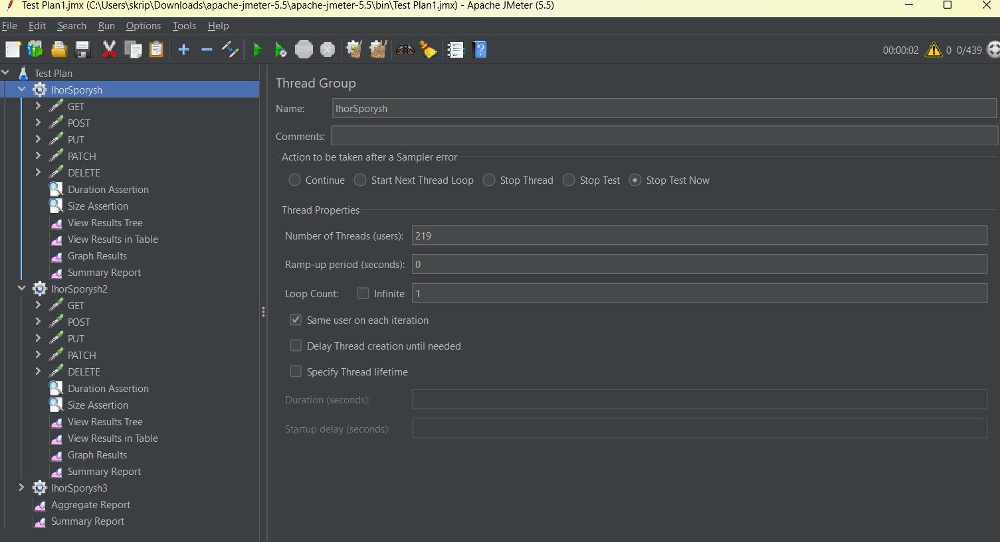 Test Plan1.jmx (C:\Users\skrip\Downloads\apache-jmeter-5.5\apache-jmeter-5.5\bin\Test Plan1.jmx) - Apache JMeter (5.5)
File Edit Search Run Options Tools Help
STOP 00:00:02 0 0/439
Test Plan
IhorSporysh
GET
POST
PUT
PATCH
DELETE
Duration Assertion
Size Assertion
View Results Tree
View Results in Table
Graph Results
Summary Report
IhorSporysh2
GET
POST
PUT
PATCH
DELETE
Duration Assertion
Size Assertion
View Results Tree
View Results in Table
Graph Results
Summary Report
IhorSporysh3
Aggregate Report
Summary Report
Thread Group
Name: IhorSporysh
Comments:
Action to be taken after a Sampler error
Continue Start Next Thread Loop Stop Thread Stop Test Stop Test Now
Thread Properties
Number of Threads (users): 219
Ramp-up period (seconds): 0
Loop Count: Infinite 1
Same user on each iteration
Delay Thread creation until needed
Specify Thread lifetime
Duration (seconds):
Startup delay (seconds):